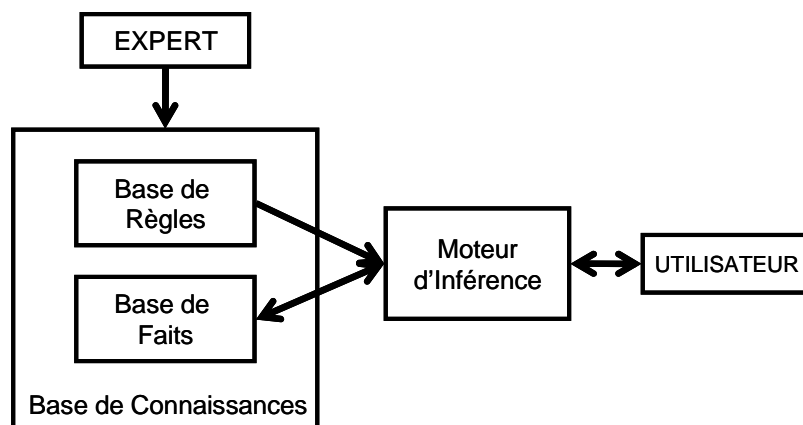 EXPERT
Base de
Règles
Base de
Faits
Base de Connaissances
Moteur
d'Inférence
UTILISATEUR